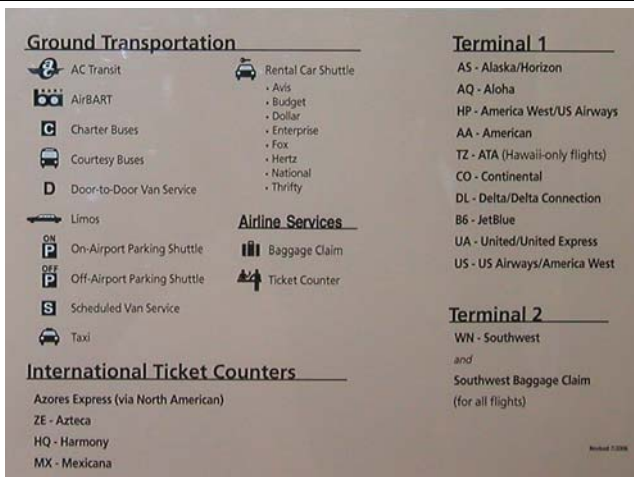 Ground Transportation
AC Transit
AirBART
C Charter Buses
Courtesy Buses
D Door-to-Door Van Service
Limos
ON
P On-Airport Parking Shuttle
OFF
P Off-Airport Parking Shuttle
S Scheduled Van Service
Taxi
Rental Car Shuttle
• Avis
• Budget
• Dollar
• Enterprise
• Fox
• Hertz
• National
• Thrifty
Airline Services
Baggage Claim
Ticket Counter
International Ticket Counters
Azores Express (via North American)
ZE - Azteca
HQ - Harmony
MX - Mexicana
Terminal 1
AS - Alaska/Horizon
AQ - Aloha
HP - America West/US Airways
AA - American
TZ - ATA (Hawaii-only flights)
CO - Continental
DL - Delta/Delta Connection
B6 - JetBlue
UA - United/United Express
US - US Airways/America West
Terminal 2
WN - Southwest
and
Southwest Baggage Claim
(for all flights)
Revised 7/2006